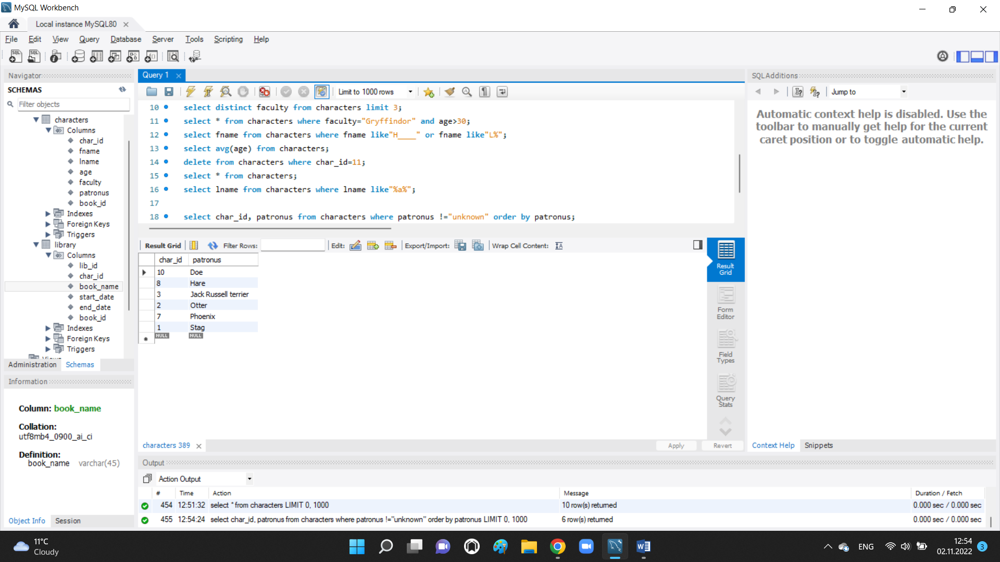 MySQL Workbench
Local instance MySQL80
File Edit View Query Database Server Tools Scripting Help
Navigator
SCHEMAS
Filter objects
characters
Columns
char_id
fname
lname
age
faculty
patronus
book_id
Indexes
Foreign Keys
Triggers
library
Columns
lib_id
char_id
book_name
start_date
end_date
book_id
Indexes
Foreign Keys
Triggers
Administration Schemas
Information
Column: book_name
Collation:
utf8mb4_0900_ai_ci
Definition:
book_name varchar(45)
Object Info Session
Query 1
Limit to 1000 rows
10 select distinct faculty from characters limit 3;
11 select * from characters where faculty="Gryffindor" and age>30;
12 select fname from characters where fname like"H____" or fname like"L%";
13 select avg(age) from characters;
14 delete from characters where char_id=11;
15 select * from characters;
16 select lname from characters where lname like"%a%";
17
18 select char_id, patronus from characters where patronus !="unknown" order by patronus;
Result Grid Filter Rows: Edit: Export/Import: Wrap Cell Content:
char_id patronus
10 Doe
8 Hare
3 Jack Russell terrier
2 Otter
7 Phoenix
1 Stag
NULL NULL
Result Grid
Form Editor
Field Types
Query Stats
characters 389
Apply Revert
SQLAdditions
Jump to
Automatic context help is disabled. Use the
toolbar to manually get help for the current
caret position or to toggle automatic help.
Context Help Snippets
Output
Action Output
# Time Action Message Duration / Fetch
454 12:51:32 select * from characters LIMIT 0, 1000 10 row(s) returned 0.000 sec / 0.000 sec
455 12:54:24 select char_id, patronus from characters where patronus !="unknown" order by patronus LIMIT 0, 1000 6 row(s) returned 0.000 sec / 0.000 sec
11°C
Cloudy
ENG
12:54
02.11.2022
3